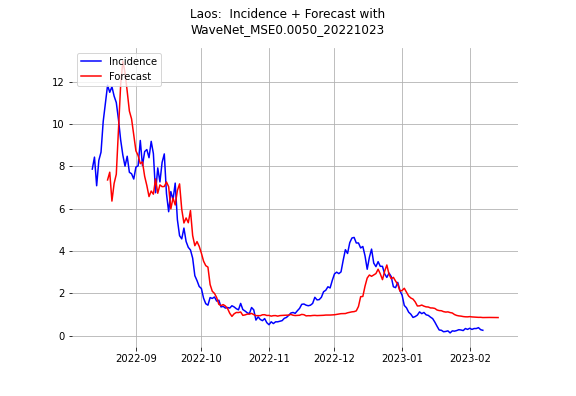 Laos:  Incidence + Forecast with
WaveNet_MSE0.0050_20221023
Incidence
Forecast
12
10
8
6
4
2
0
2022-09 2022-10 2022-11 2022-12 2023-01 2023-02